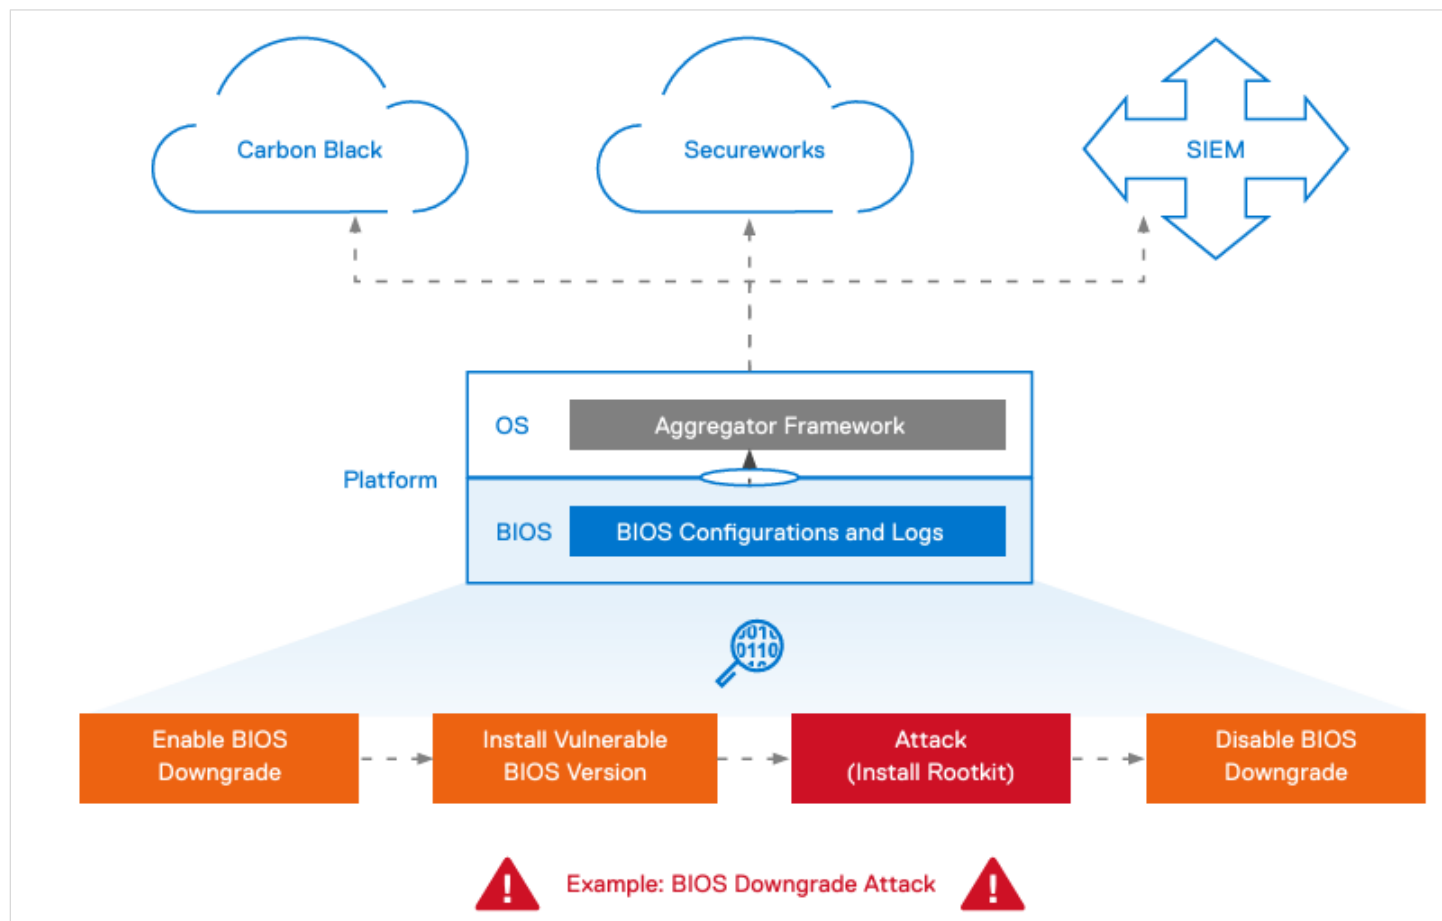 Carbon Black
Secureworks
SIEM
OS
Aggregator Framework
Platform
BIOS
BIOS Configurations and Logs
0110
Enable BIOS
Downgrade
Install Vulnerable
BIOS Version
Attack
(Install Rootkit)
Disable BIOS
Downgrade
Example: BIOS Downgrade Attack